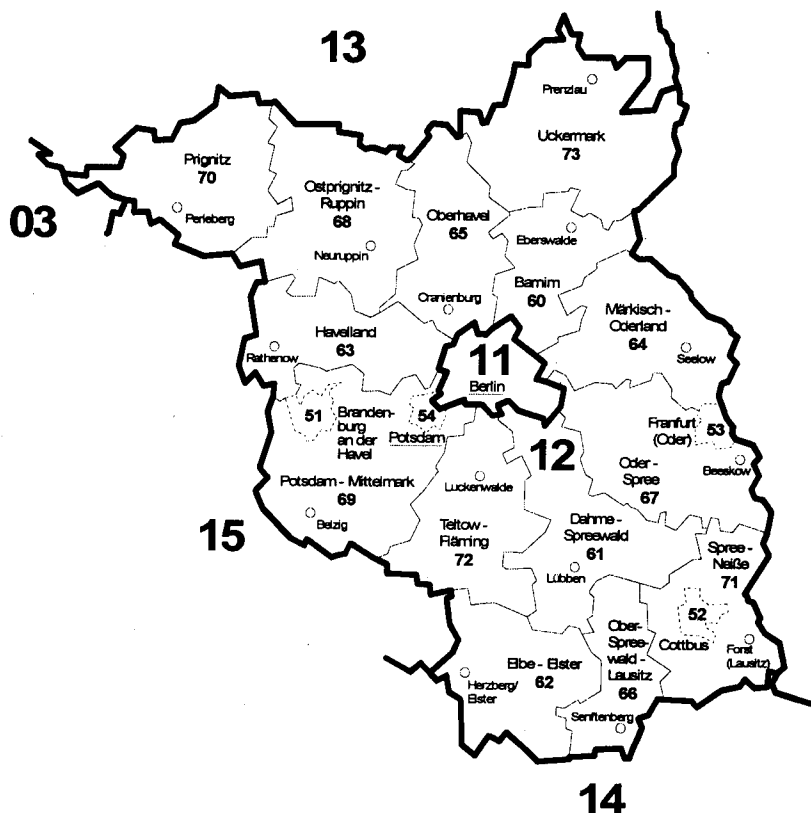 13
Prenzlau
Uckermark
73
Prignitz
70
Perleberg
03
Ostprignitz -
Ruppin
68
Neuruppin
Oberhavel
65
Oranienburg
Eberswalde
Barnim
60
Märkisch -
Oderland
64
Seelow
Havelland
63
Rathenow
11
Berlin
51
Branden-
burg
an der
Havel
54
Potsdam
12
Franfurt
(Oder)
53
Beeskow
Oder -
Spree
67
Potsdam - Mittelmark
69
Belzig
15
Luckenwalde
Teltow -
Fläming
72
Dahme -
Spreewald
61
Lübben
Spree -
Neiße
71
52
Cottbus
Forst
(Lausitz)
Ober-
Spree-
wald -
Lausitz
66
Senftenberg
Elbe - Elster
62
Herzberg/
Elster
14